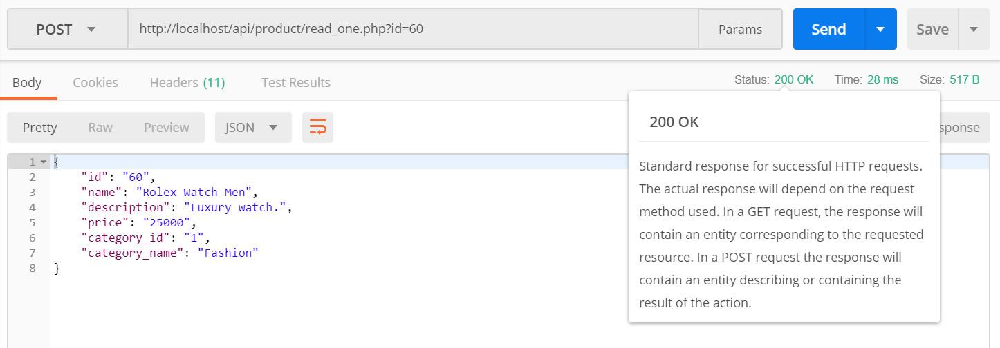 POST http://localhost/api/product/read_one.php?id=60 Params Send Save
Body Cookies Headers (11) Test Results Status: 200 OK Time: 28 ms Size: 517 B
Pretty Raw Preview JSON
200 OK
Standard response for successful HTTP requests.
The actual response will depend on the request
method used. In a GET request, the response will
contain an entity corresponding to the requested
resource. In a POST request the response will
contain an entity describing or containing the
result of the action.
1 {
2 "id": "60",
3 "name": "Rolex Watch Men",
4 "description": "Luxury watch.",
5 "price": "25000",
6 "category_id": "1",
7 "category_name": "Fashion"
8 }